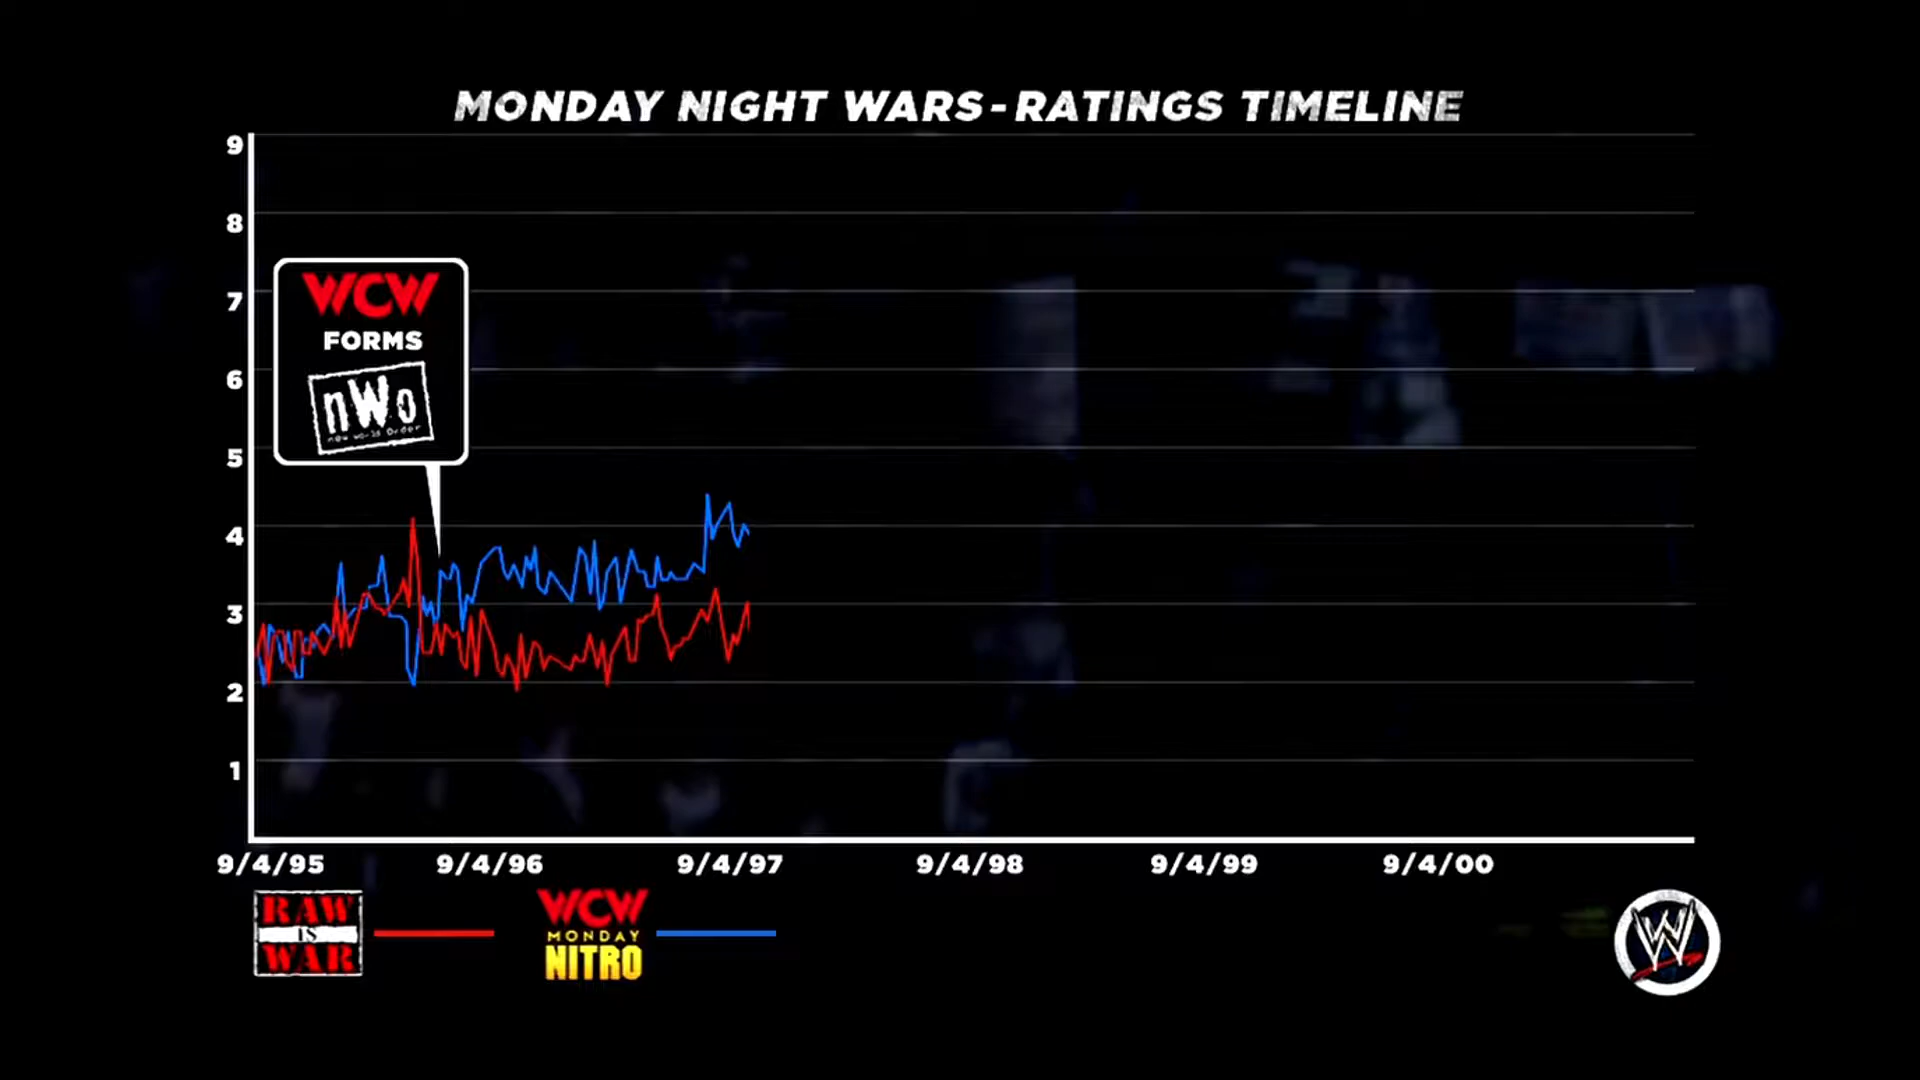 MONDAY NIGHT WARS - RATINGS TIMELINE
9
8
7
6
5
4
3
2
1
WCW
FORMS
nWo
new world Order
9/4/95 9/4/96 9/4/97 9/4/98 9/4/99 9/4/00
RAW
IS
WAR
WCW
MONDAY
NITRO
W